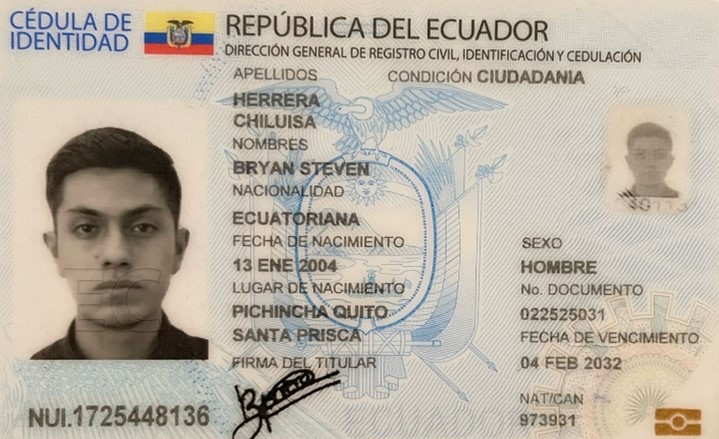 CÉDULA DE
IDENTIDAD
REPÚBLICA DEL ECUADOR
DIRECCIÓN GENERAL DE REGISTRO CIVIL, IDENTIFICACIÓN Y CEDULACIÓN
APELLIDOS
CONDICIÓN CIUDADANIA
HERRERA
CHILUISA
NOMBRES
BRYAN STEVEN
NACIONALIDAD
ECUATORIANA
FECHA DE NACIMIENTO
13 ENE 2004
LUGAR DE NACIMIENTO
PICHINCHA QUITO
SANTA PRISCA
FIRMA DEL TITULAR
SEXO
HOMBRE
No. DOCUMENTO
022525031
FECHA DE VENCIMIENTO
04 FEB 2032
NAT/CAN
973931
NUI.1725448136